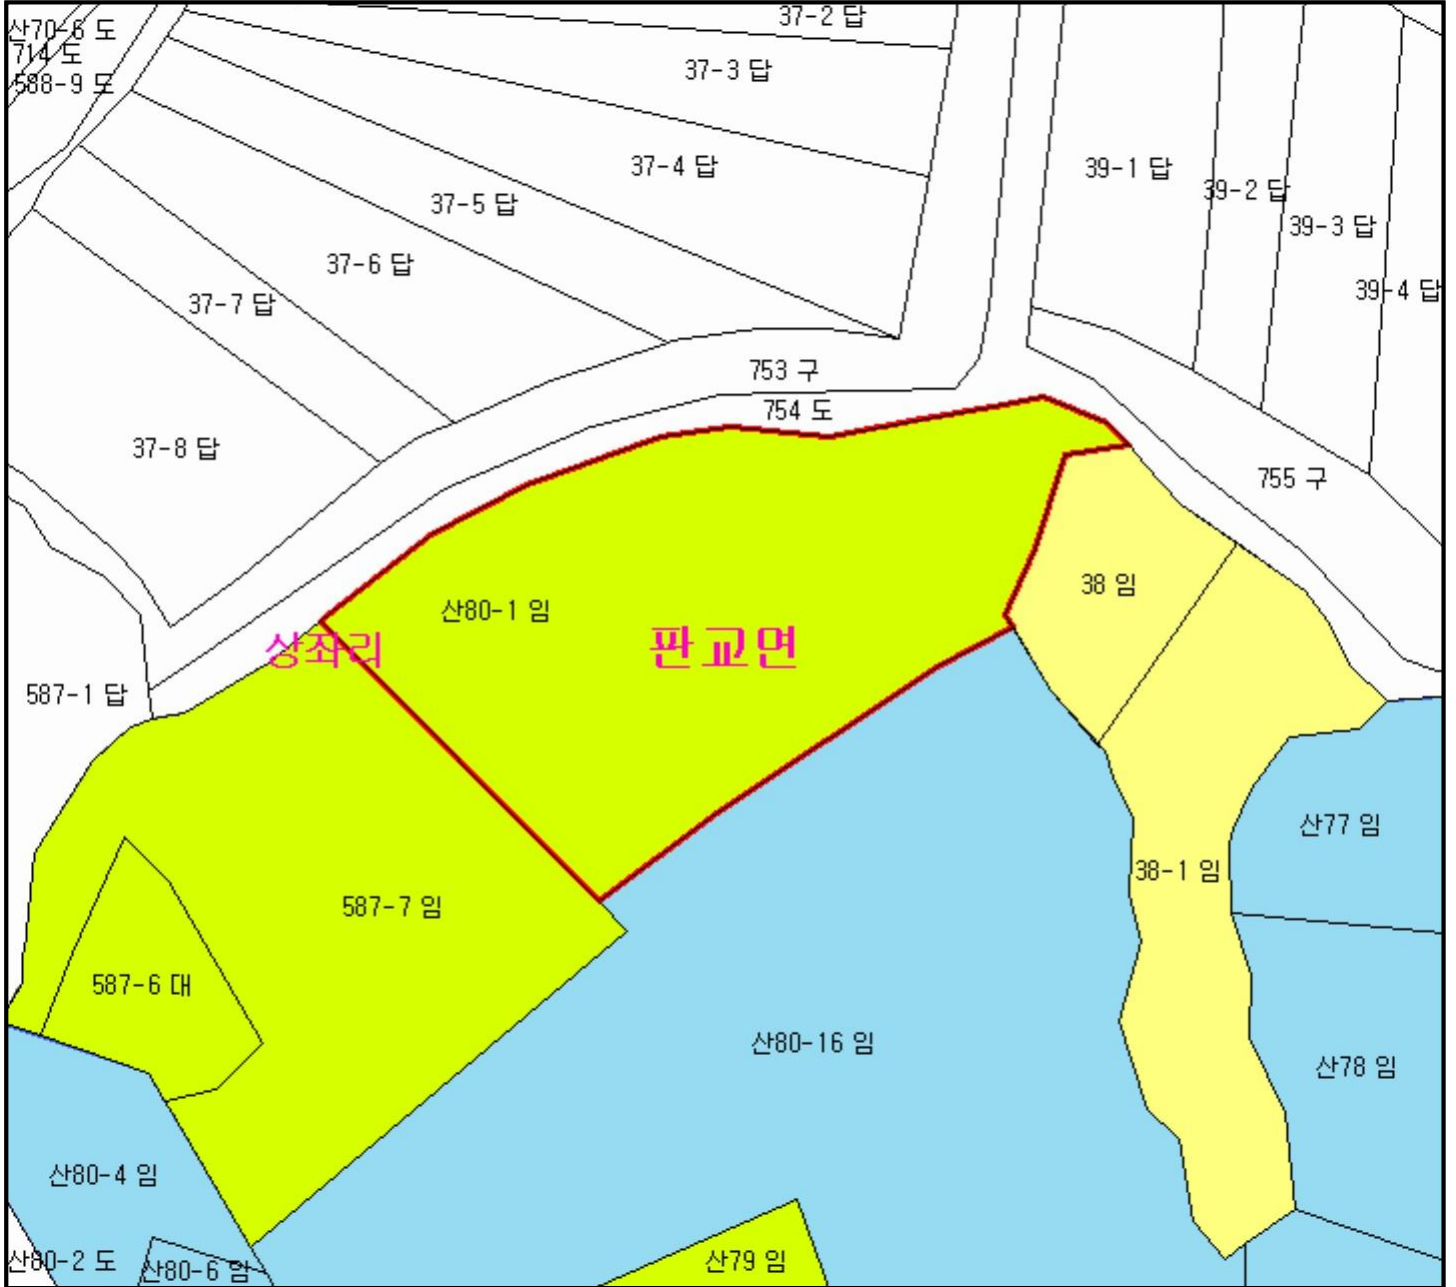 37-2 답
산70-6 도
714 도
37-3 답
588-9 도
37-4 답
39-1 답
39-2 답
37-5 답
39-3 답
37-6 답
39-4 답
37-7 답
753 구
754 도
37-8 답
755 구
38 임
산80-1 임
판교면
상좌리
587-1 답
산77 임
38-1 임
587-7 임
587-6 대
산80-16 임
산78 임
산80-4 임
산80-2 도
산80-6 임
산79 임